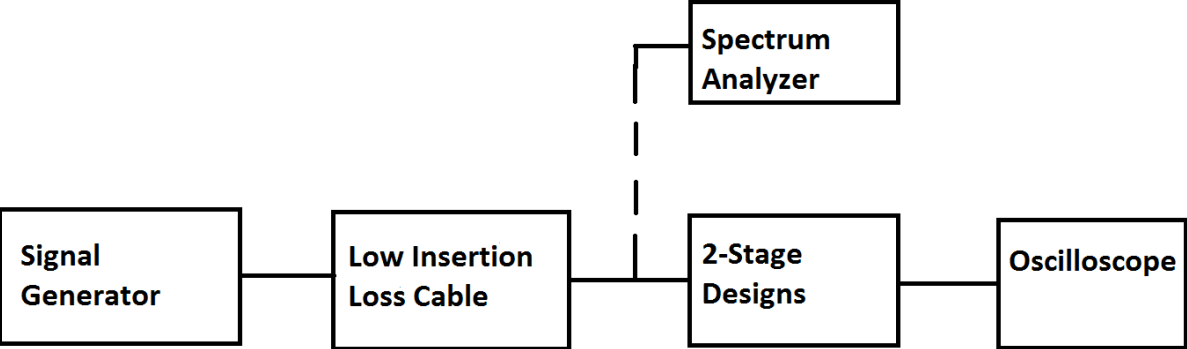 Spectrum
Analyzer
Signal
Generator
Low Insertion
Loss Cable
2-Stage
Designs
Oscilloscope